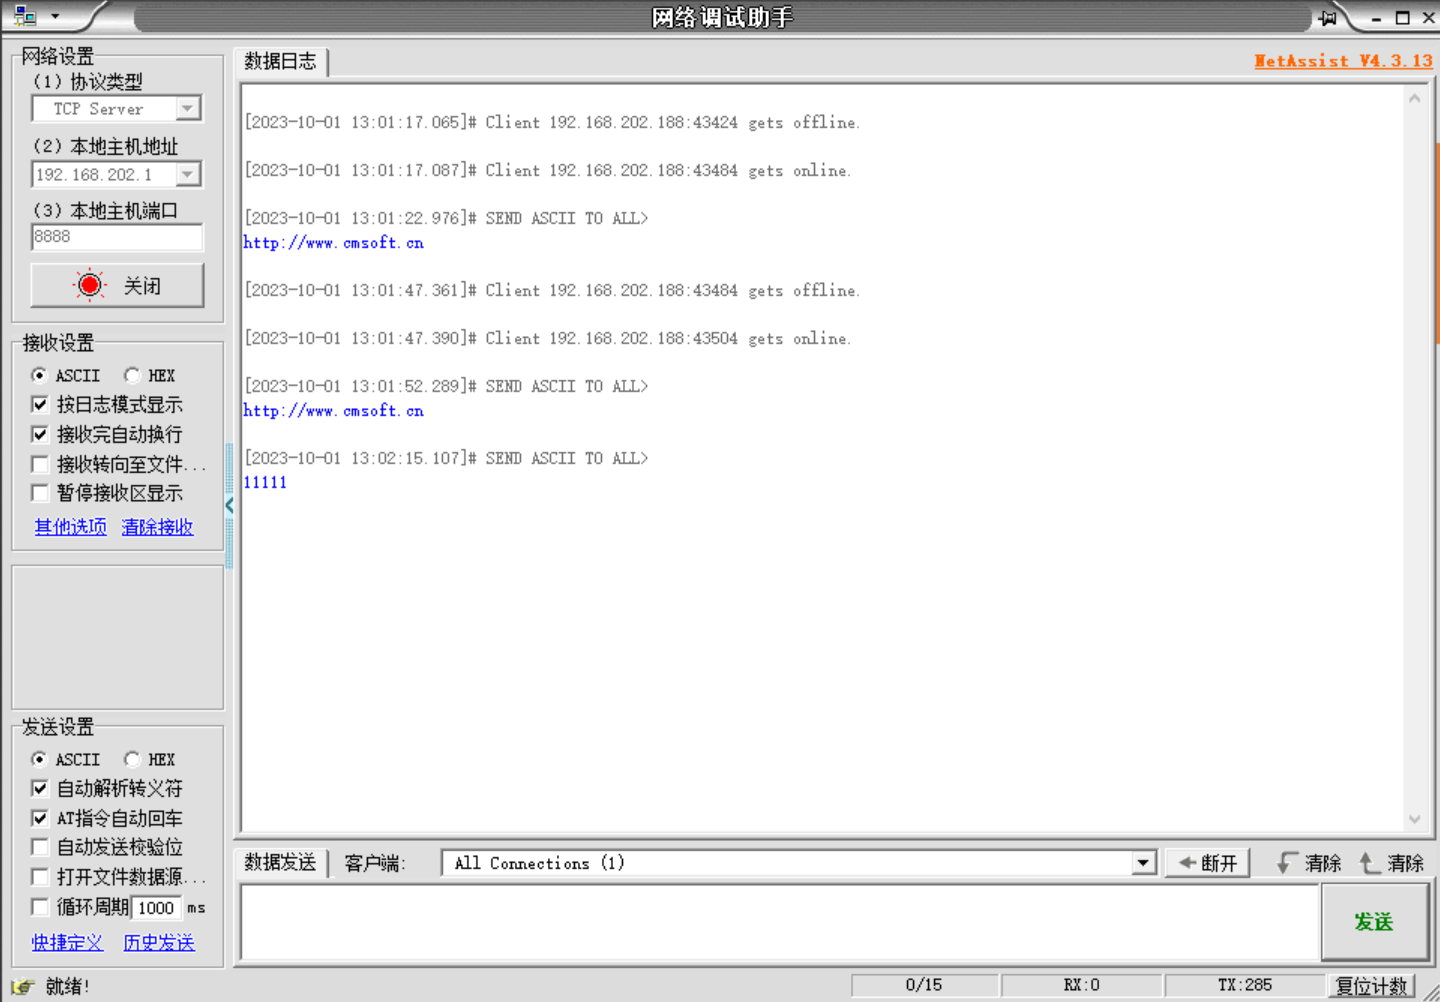 网络调试助手
网络设置
(1) 协议类型
TCP Server
(2) 本地主机地址
192.168.202.1
(3) 本地主机端口
8888
关闭
接收设置
ASCII HEX
按日志模式显示
接收完自动换行
接收转向至文件...
暂停接收区显示
其他选项 清除接收
发送设置
ASCII HEX
自动解析转义符
AT指令自动回车
自动发送校验位
打开文件数据源...
循环周期 1000 ms
快捷定义 历史发送
数据日志
NetAssist V4.3.13
[2023-10-01 13:01:17.065]# Client 192.168.202.188:43424 gets offline.
[2023-10-01 13:01:17.087]# Client 192.168.202.188:43484 gets online.
[2023-10-01 13:01:22.976]# SEND ASCII TO ALL>
http://www.cmsoft.cn
[2023-10-01 13:01:47.361]# Client 192.168.202.188:43484 gets offline.
[2023-10-01 13:01:47.390]# Client 192.168.202.188:43504 gets online.
[2023-10-01 13:01:52.289]# SEND ASCII TO ALL>
http://www.cmsoft.cn
[2023-10-01 13:02:15.107]# SEND ASCII TO ALL>
11111
数据发送 客户端: All Connections (1) 断开 清除 清除
发送
就绪! 0/15 RX:0 TX:285 复位计数